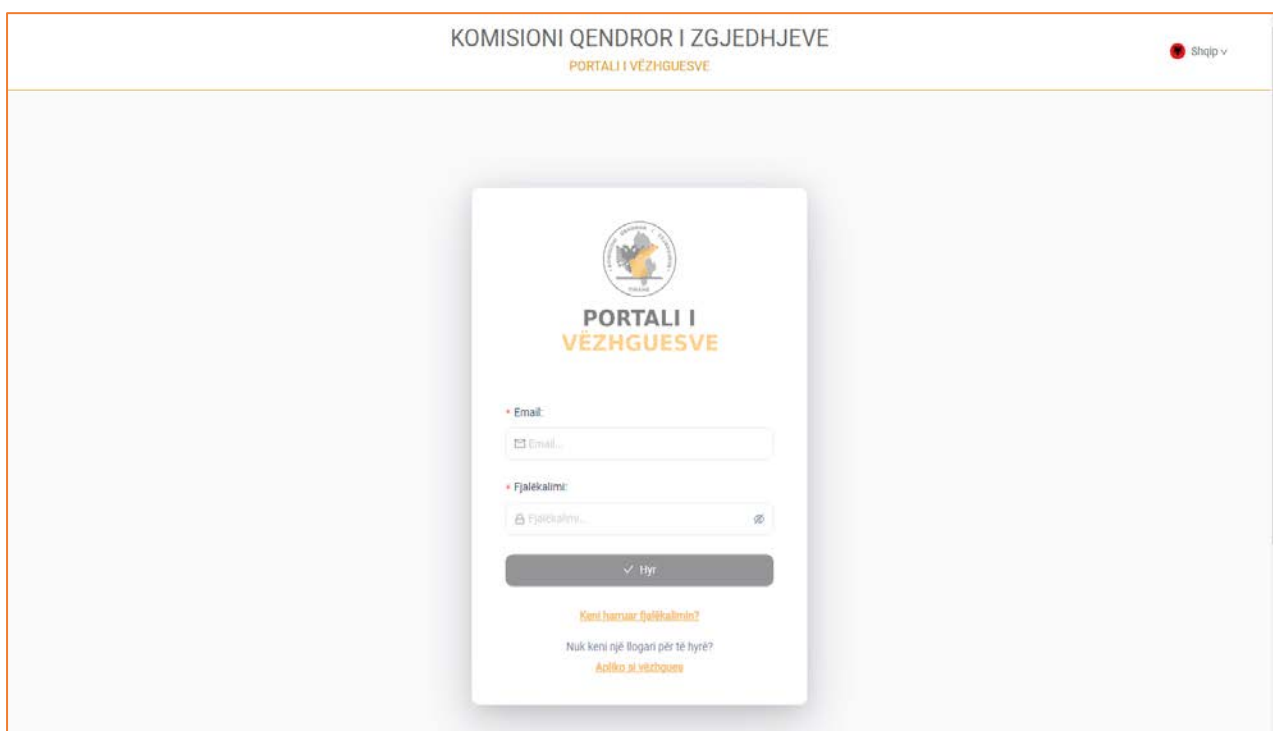 KOMISIONI QENDROR I ZGJEDHJEVE
PORTALI I VËZHGUESVE
Shqip
PORTALI I
VËZHGUESVE
* Email:
Email...
* Fjalëkalimi:
Fjalëkalimi...
Hyr
Keni harruar fjalëkalimin?
Nuk keni një llogari për të hyrë?
Apliko si vëzhgues